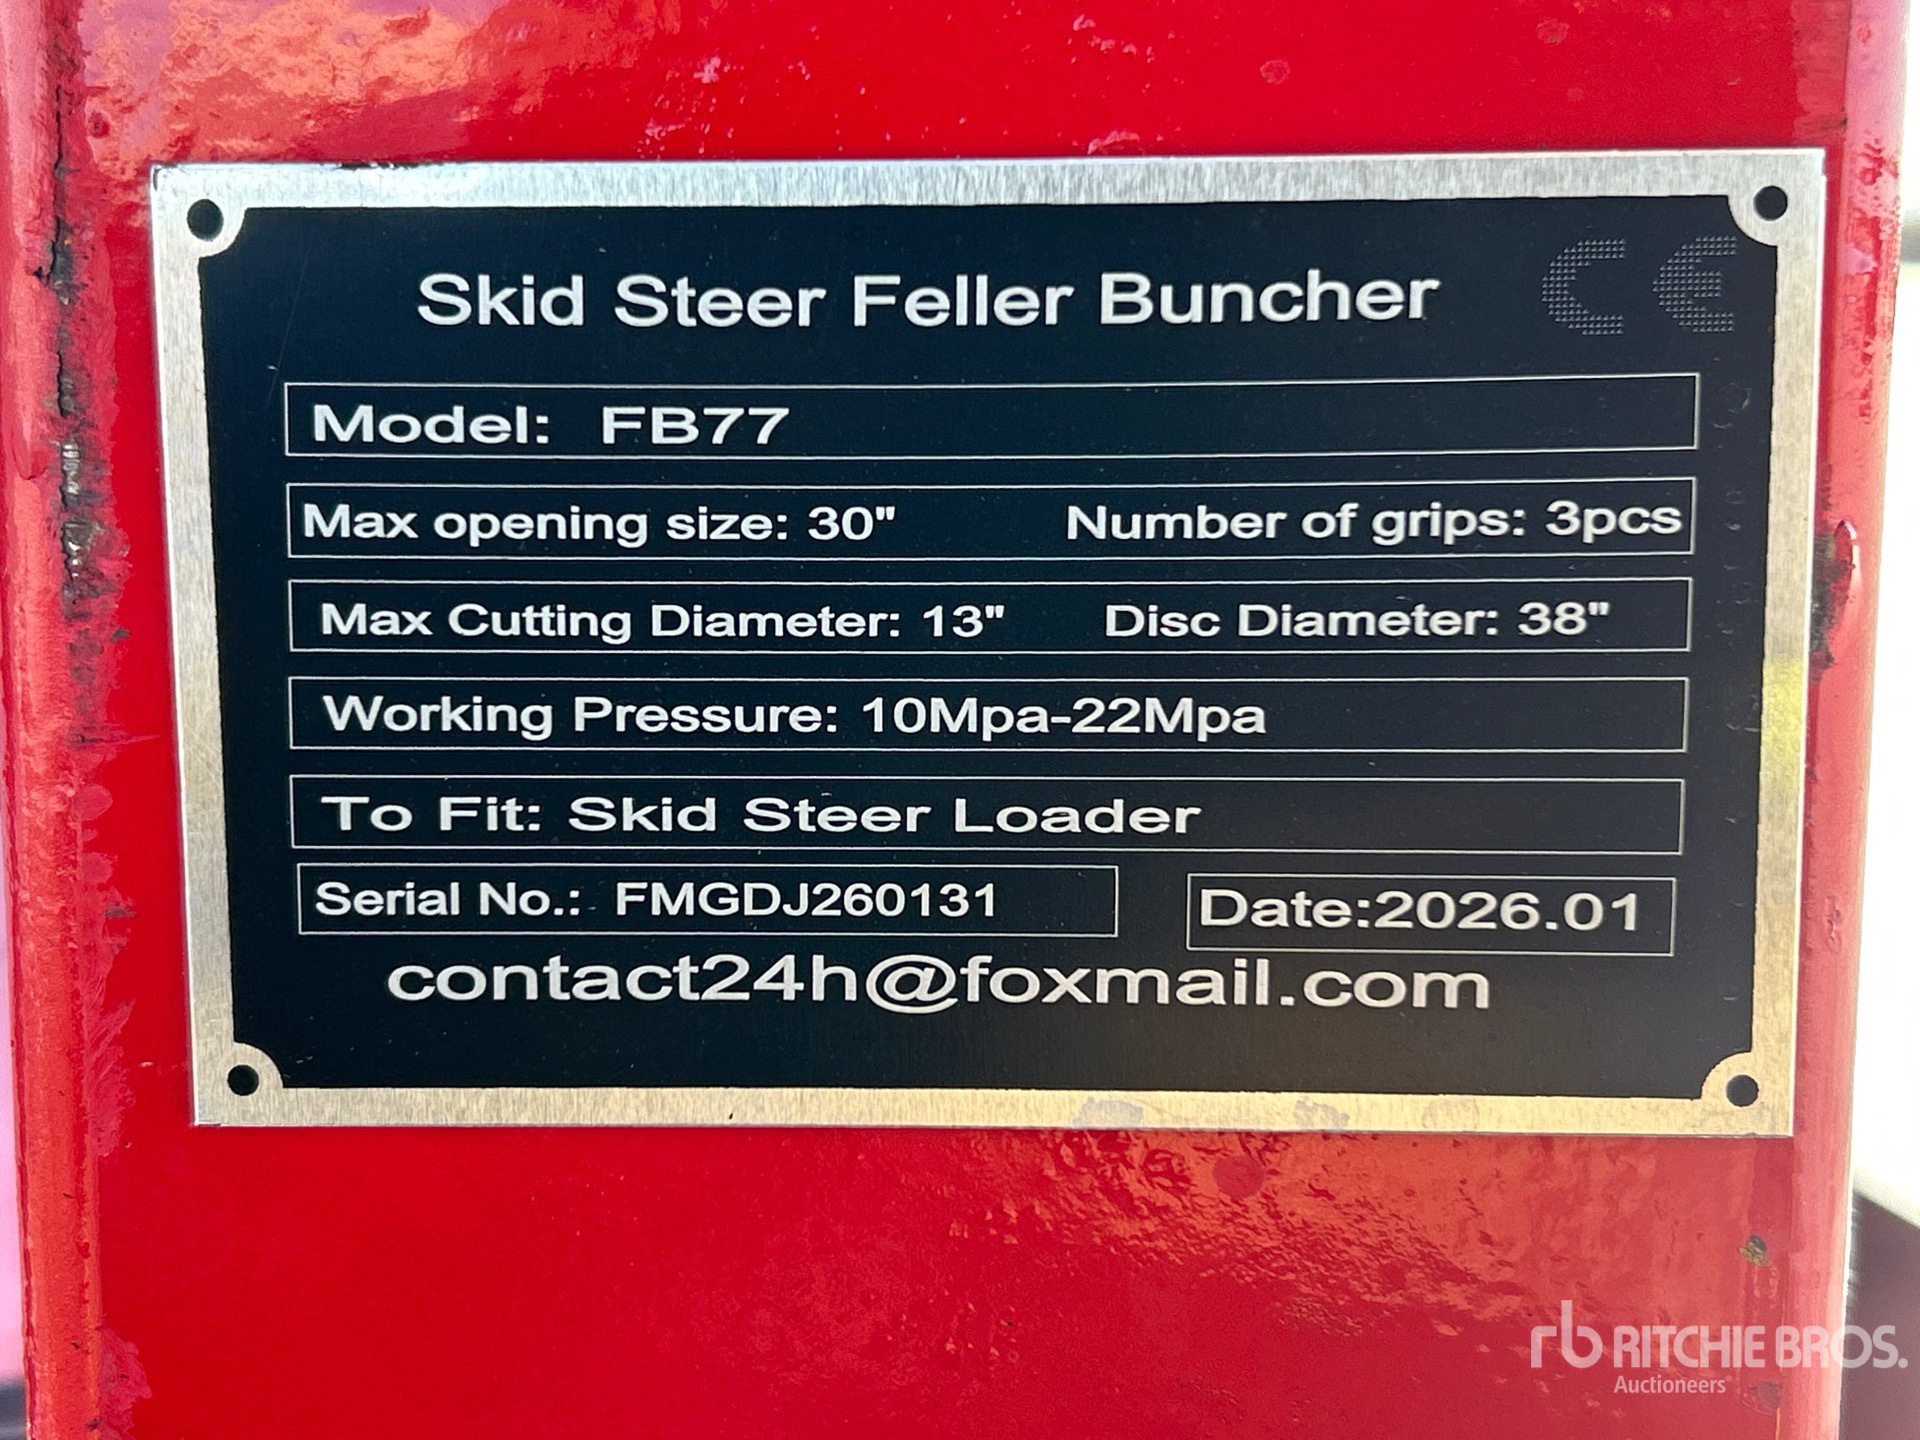 Skid Steer Feller Buncher CE
Model: FB77
Max opening size: 30" Number of grips: 3pcs
Max Cutting Diameter: 13" Disc Diameter: 38"
Working Pressure: 10Mpa-22Mpa
To Fit: Skid Steer Loader
Serial No.: FMGDJ260131 Date:2026.01
contact24h@foxmail.com
rb RITCHIE BROS.
Auctioneers